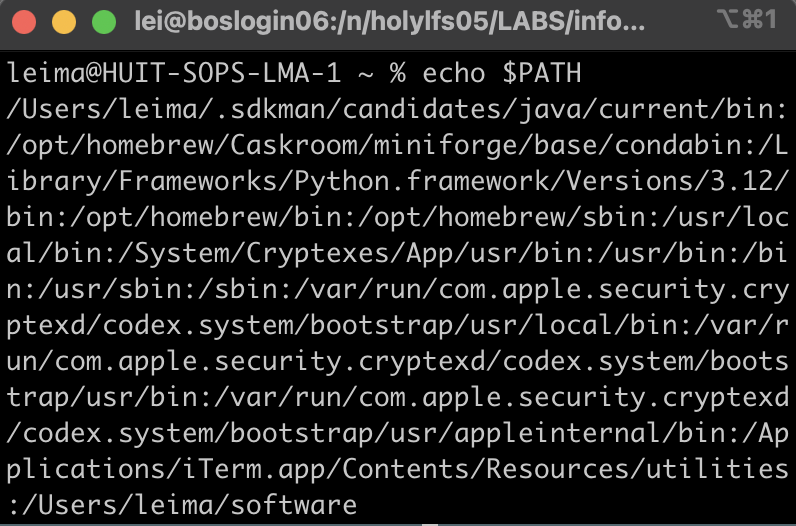 lei@boslogin06:/n/holylfs05/LABS/info... ⌥⌘1
leima@HUIT-SOPS-LMA-1 ~ % echo $PATH
/Users/leima/.sdkman/candidates/java/current/bin:
/opt/homebrew/Caskroom/miniforge/base/condabin:/L
ibrary/Frameworks/Python.framework/Versions/3.12/
bin:/opt/homebrew/bin:/opt/homebrew/sbin:/usr/loc
al/bin:/System/Cryptexes/App/usr/bin:/usr/bin:/bi
n:/usr/sbin:/sbin:/var/run/com.apple.security.cry
ptexd/codex.system/bootstrap/usr/local/bin:/var/r
un/com.apple.security.cryptexd/codex.system/boots
trap/usr/bin:/var/run/com.apple.security.cryptexd
/codex.system/bootstrap/usr/appleinternal/bin:/Ap
plications/iTerm.app/Contents/Resources/utilities
:/Users/leima/software